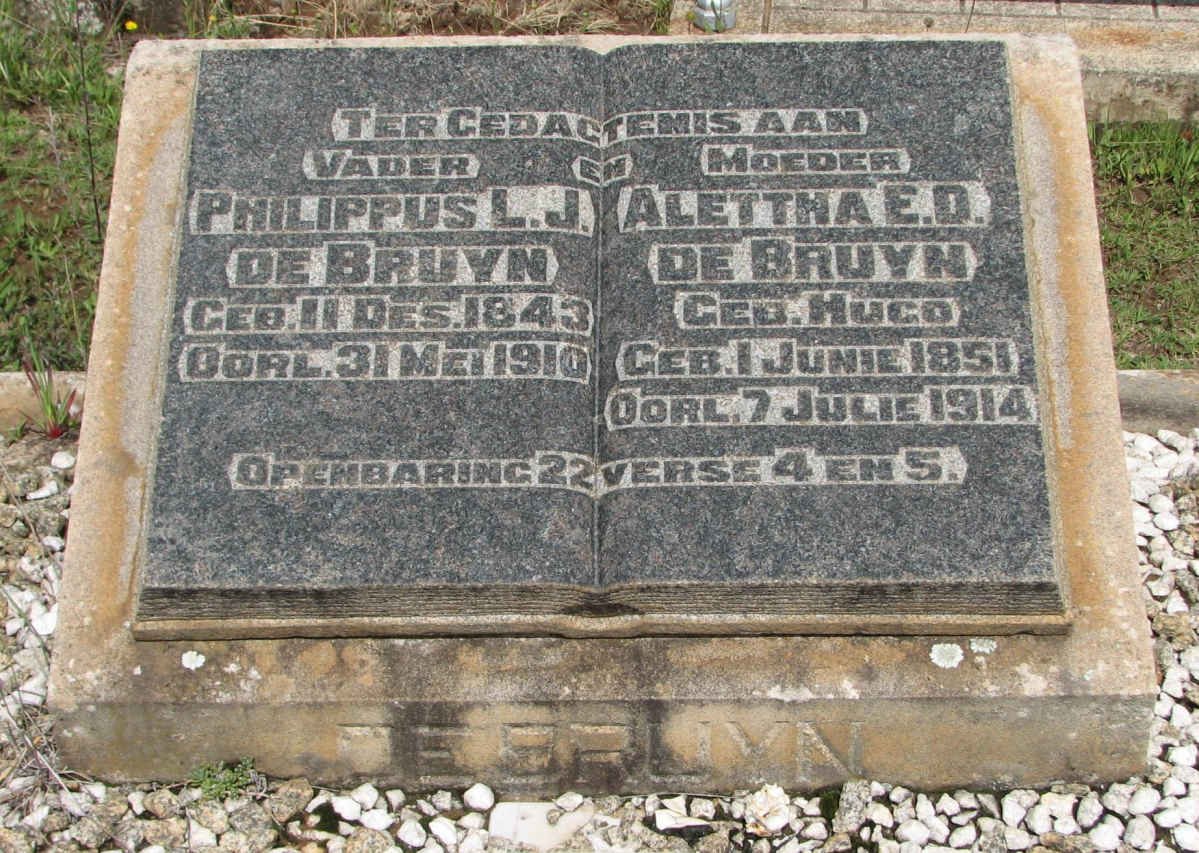 TER GEDACTENIS AAN
VADER EN MOEDER
PHILIPPUS L.J.
DE BRUYN
GEB. 11 DES. 1843
OORL. 31 MEI 1910
ALETTHA E.D.
DE BRUYN
GEB. HUGO
GEB. 1 JUNIE 1851
OORL. 7 JULIE 1914
OPENBARING 22 VERSE 4 EN 5.
DE BRUYN